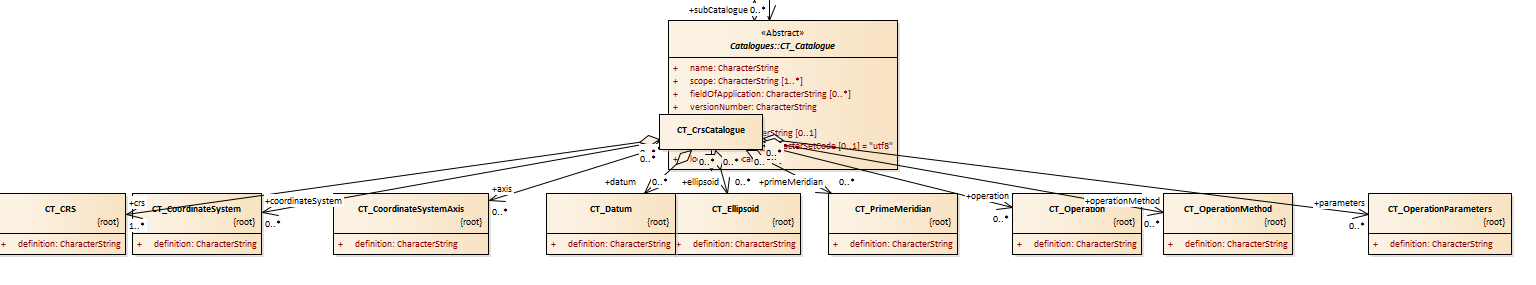 +subCatalogue 0..*
«Abstract»
Catalogues::CT_Catalogue
+ name: CharacterString
+ scope: CharacterString [1..*]
+ fieldOfApplication: CharacterString [0..*]
+ versionNumber: CharacterString
CT_CrsCatalogue
[0..1]
[0..1] = "utf8"
0..*
0..*
0..*
0..*
0..*
0..*
+datum 0..* +ellipsoid 0..* +primeMeridian 0..*
+axis
0..*
+crs
1..*
+coordinateSystem
0..*
+operation
0..*
+operationMethod
0..*
+parameters
0..*
CT_CRS
{root}
+ definition: CharacterString
CT_CoordinateSystem
{root}
+ definition: CharacterString
CT_CoordinateSystemAxis
{root}
+ definition: CharacterString
CT_Datum
{root}
+ definition: CharacterString
CT_Ellipsoid
{root}
+ definition: CharacterString
CT_PrimeMeridian
{root}
+ definition: CharacterString
CT_Operation
{root}
+ definition: CharacterString
CT_OperationMethod
{root}
+ definition: CharacterString
CT_OperationParameters
{root}
+ definition: CharacterString